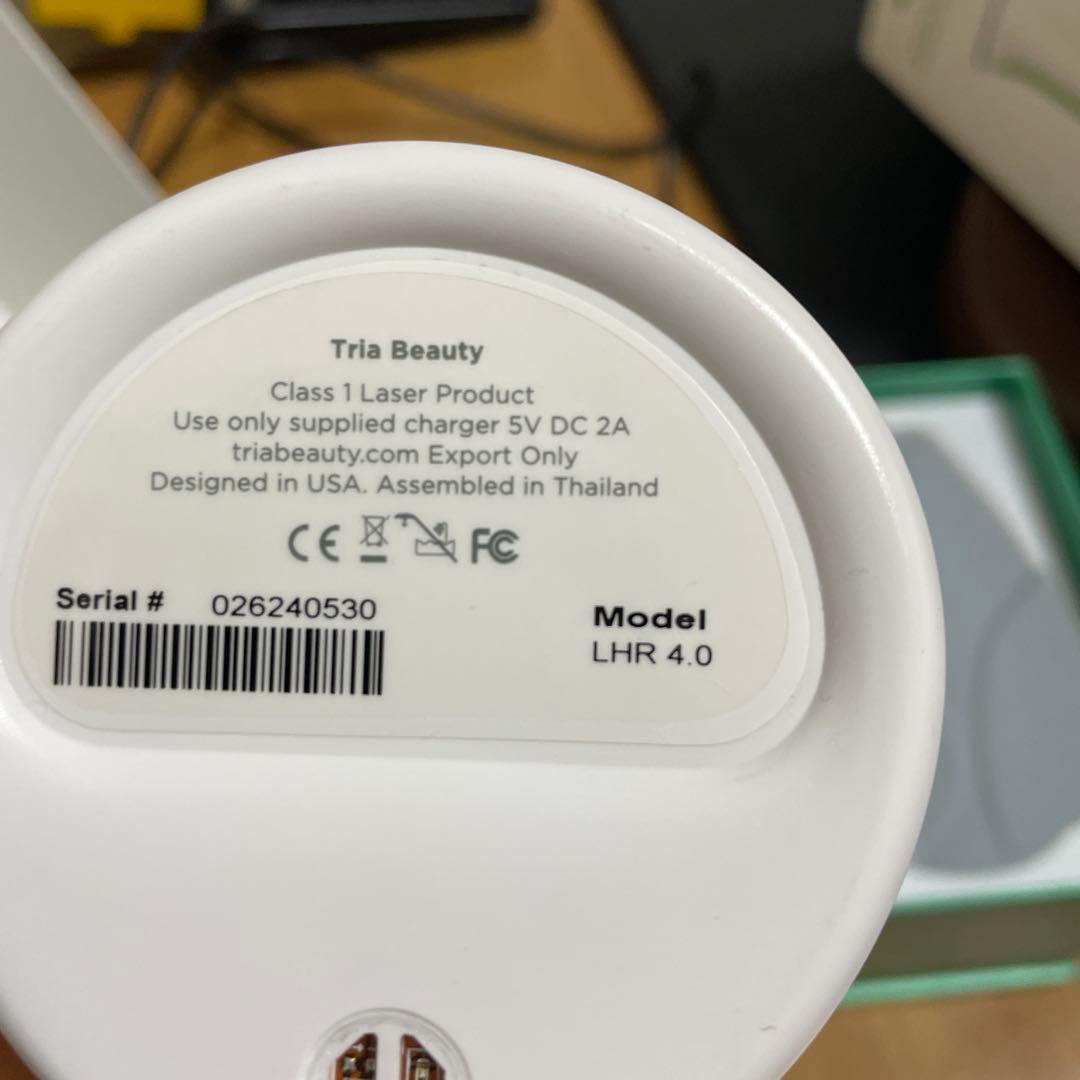 Tria Beauty
Class 1 Laser Product
Use only supplied charger 5V DC 2A
triabeauty.com Export Only
Designed in USA. Assembled in Thailand
CE FC
Serial # 026240530
Model
LHR 4.0